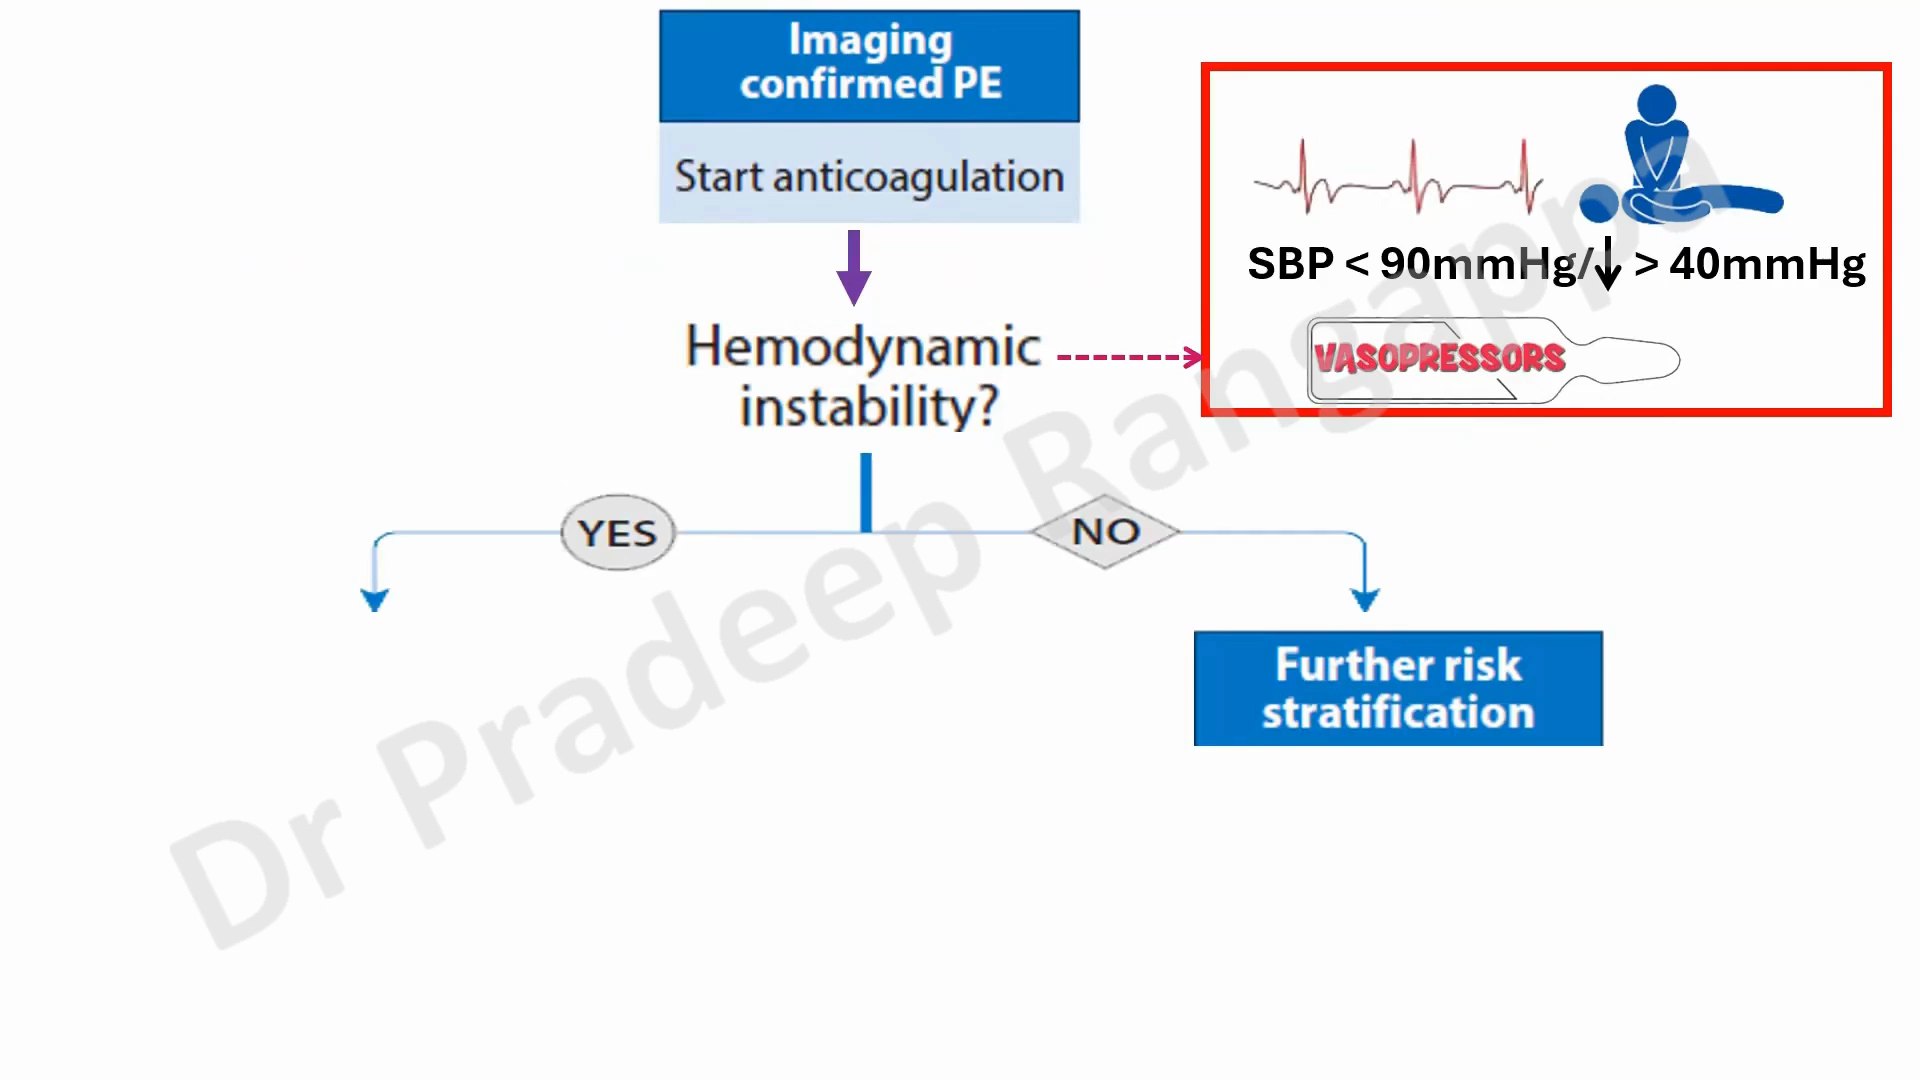 Imaging
confirmed PE
Start anticoagulation
SBP < 90mmHg/↓ > 40mmHg
VASOPRESSORS
Hemodynamic
instability?
YES
NO
Further risk
stratification
Dr Pradeep Rangappa